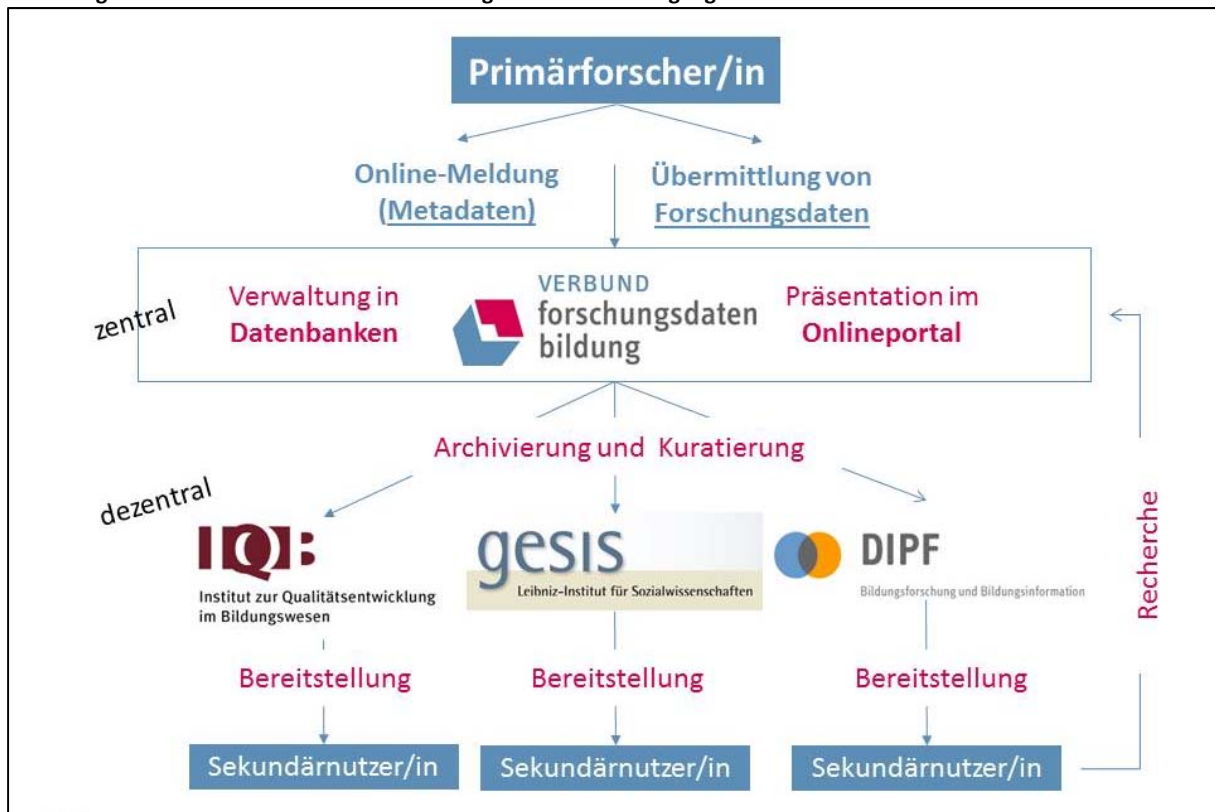 Primärforscher/in
Online-Meldung
(Metadaten)
Übermittlung von
Forschungsdaten
zentral
Verwaltung in
Datenbanken
VERBUND
forschungsdaten
bildung
Präsentation im
Onlineportal
Archivierung und Kuratierung
dezentral
IQB
Institut zur Qualitätsentwicklung
im Bildungswesen
gesis
Leibniz-Institut für Sozialwissenschaften
DIPF
Bildungsforschung und Bildungsinformation
Recherche
Bereitstellung
Bereitstellung
Bereitstellung
Sekundärnutzer/in
Sekundärnutzer/in
Sekundärnutzer/in